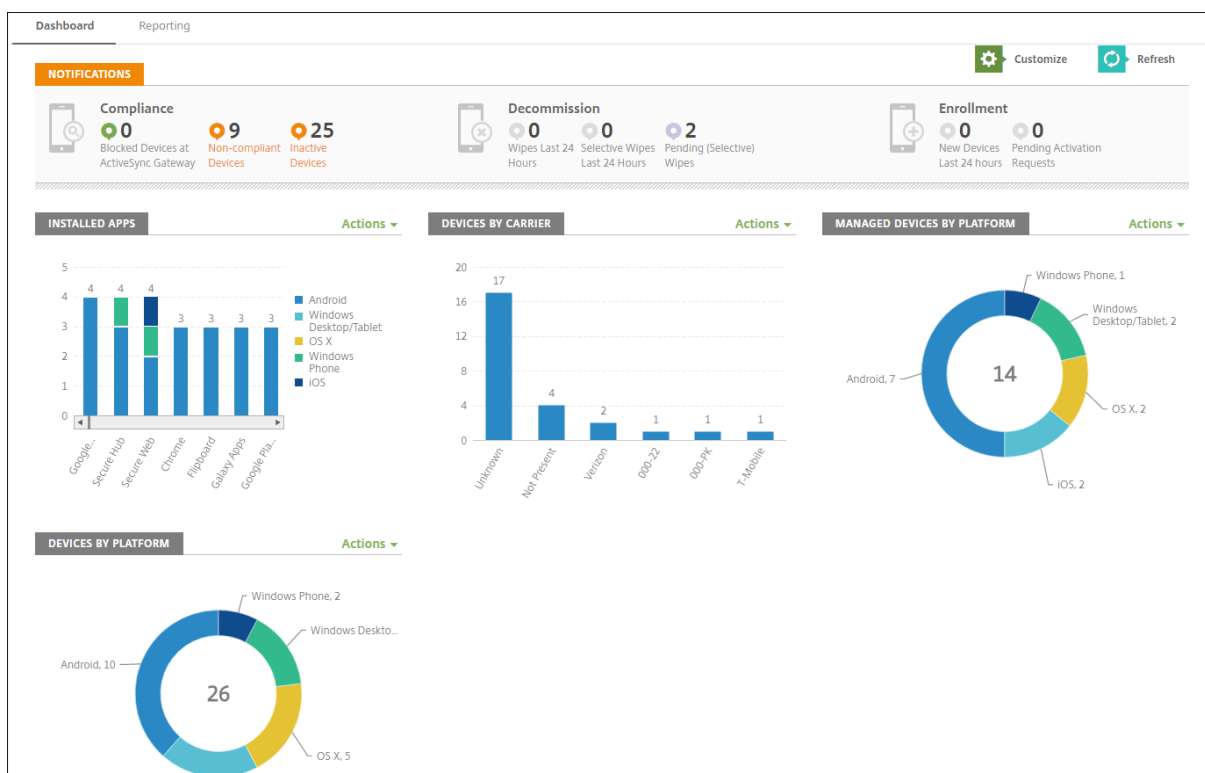 Dashboard
Reporting
Customize
Refresh
NOTIFICATIONS
Compliance
0
Blocked Devices at
ActiveSync Gateway
9
Non-compliant
Devices
25
Inactive
Devices
Decommission
0
Wipes Last 24
Hours
0
Selective Wipes
Last 24 Hours
2
Pending (Selective)
Wipes
Enrollment
0
New Devices
Last 24 hours
0
Pending Activation
Requests
INSTALLED APPS
Actions
5
4
3
2
1
0
4
4
4
3
3
3
3
Google...
Secure Hub
Secure Web
Chrome
Flipboard
Galaxy Apps
Google Pla...
Android
Windows
Desktop/Tablet
OS X
Windows
Phone
iOS
DEVICES BY CARRIER
Actions
20
16
12
8
4
0
17
4
2
1
1
1
Unknown
Not Present
Verizon
000-22
000-PK
T-Mobile
MANAGED DEVICES BY PLATFORM
Actions
Windows Phone, 1
Windows
Desktop/Tablet, 2
Android, 7
14
OS X, 2
iOS, 2
DEVICES BY PLATFORM
Actions
Windows Phone, 2
Windows Deskto...
Android, 10
26
OS X, 5